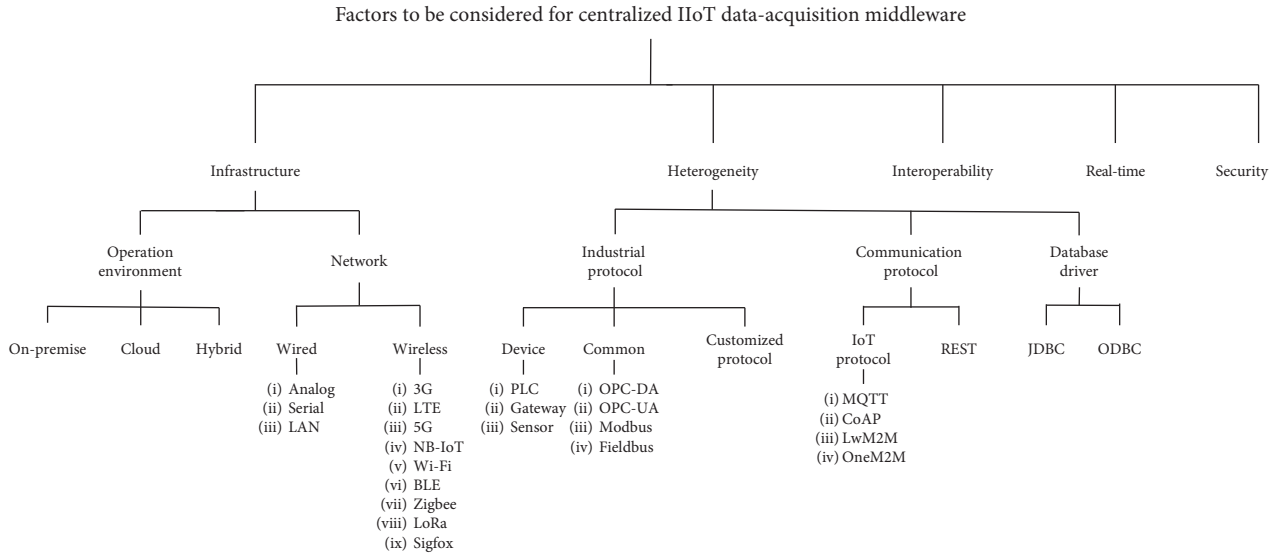 Factors to be considered for centralized IIoT data-acquisition middleware
Infrastructure
Heterogeneity
Interoperability
Real-time
Security
Operation
environment
Network
Industrial
protocol
Communication
protocol
Database
driver
On-premise
Cloud
Hybrid
Wired
(i) Analog
(ii) Serial
(iii) LAN
Wireless
(i) 3G
(ii) LTE
(iii) 5G
(iv) NB-IoT
(v) Wi-Fi
(vi) BLE
(vii) Zigbee
(viii) LoRa
(ix) Sigfox
Device
(i) PLC
(ii) Gateway
(iii) Sensor
Common
(i) OPC-DA
(ii) OPC-UA
(iii) Modbus
(iv) Fieldbus
Customized
protocol
IoT
protocol
(i) MQTT
(ii) CoAP
(iii) LwM2M
(iv) OneM2M
REST
JDBC
ODBC